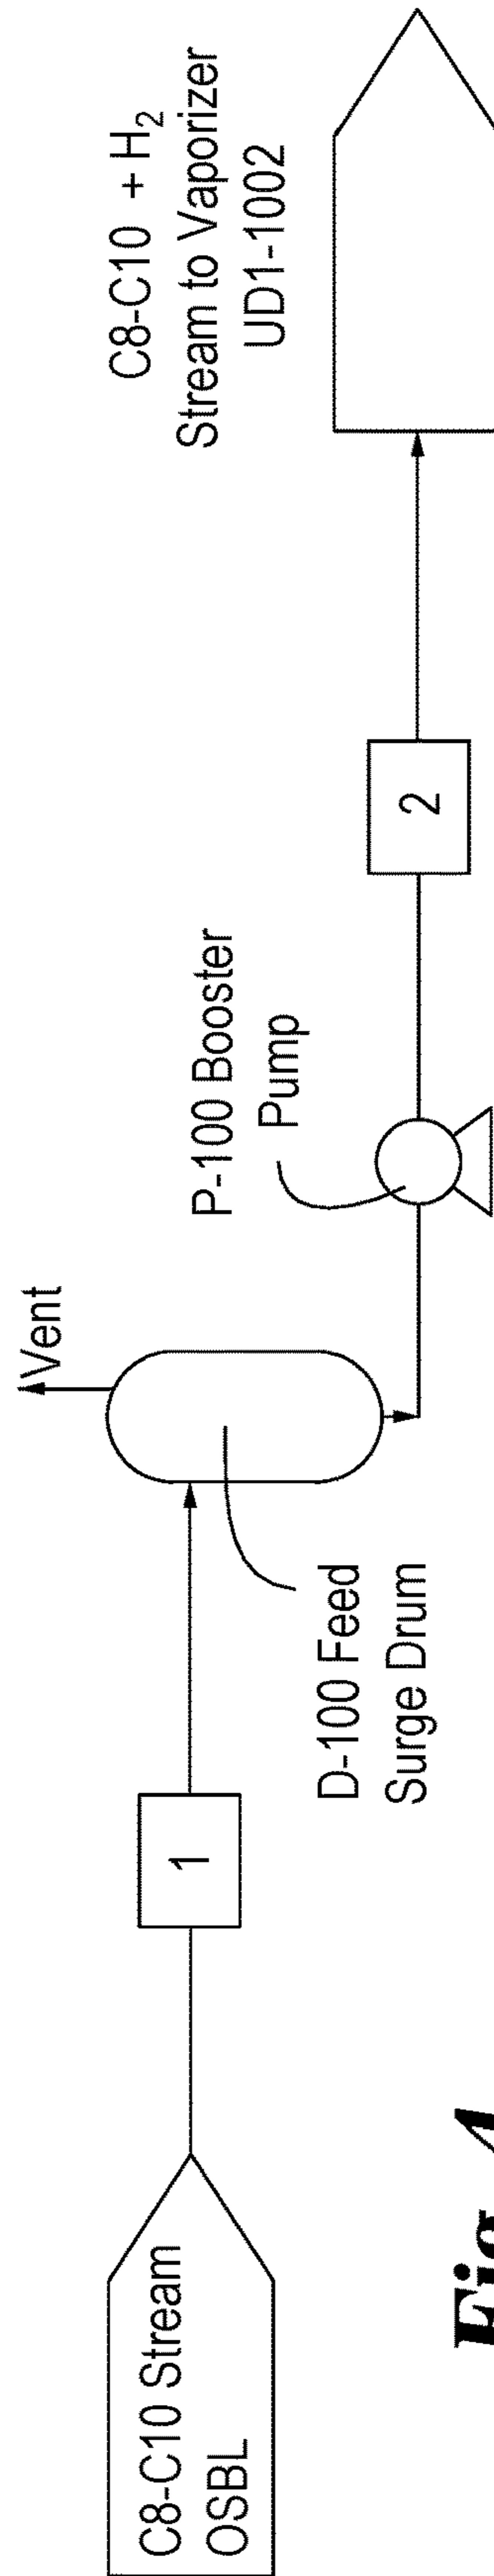 C8-C10 Stream
OSBL
1
D-100 Feed
Surge Drum
Vent
P-100 Booster
Pump
2
C8-C10 + H₂
Stream to Vaporizer
UD1-1002
Fig. 4